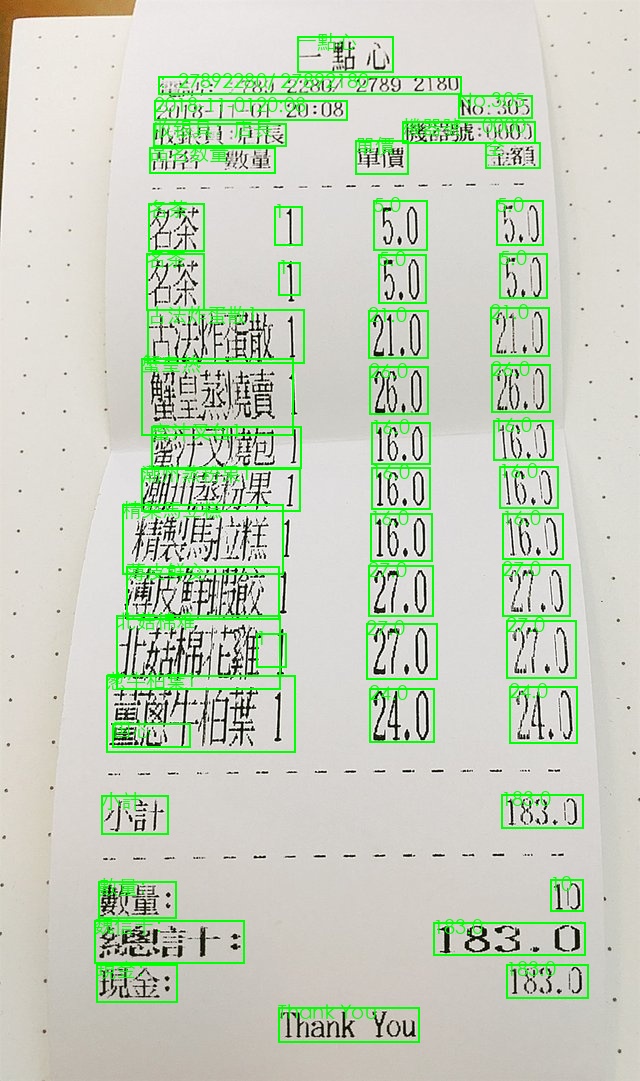 一點心
電話: 2789 2280/ 2789 2180
2018-11-01 20:08 No:305
收銀員:店長 機器號:0000
品名 數量 單價 金額
名茶 1 5.0 5.0
名茶 1 5.0 5.0
古法炸蛋散 1 21.0 21.0
蟹皇蒸燒賣 1 26.0 26.0
蜜汁叉燒包 1 16.0 16.0
潮州蒸粉果 1 16.0 16.0
精製馬拉糕 1 16.0 16.0
薄皮鮮蝦餃 1 27.0 27.0
北菇棉花雞 1 27.0 27.0
薑蔥牛柏葉 1 24.0 24.0
小計 183.0
數量: 10
總計: 183.0
現金: 183.0
Thank You